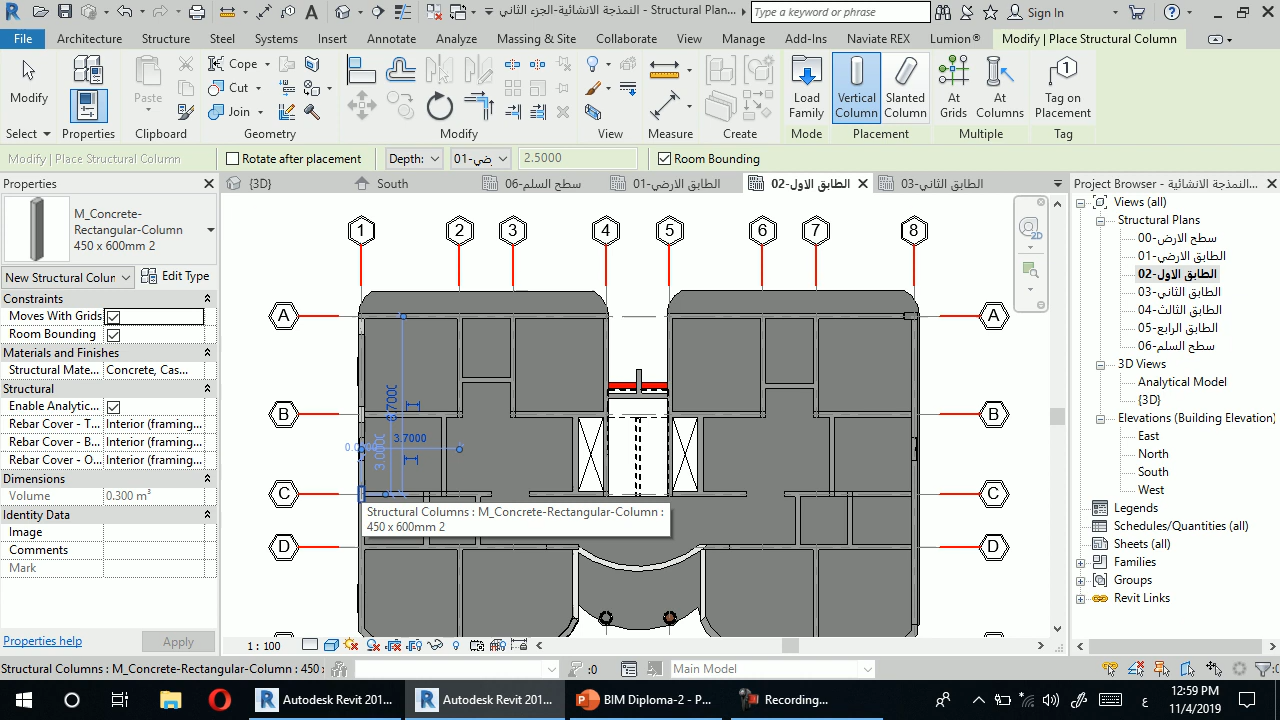 النمذجة الانشائية-الجزء الثاني - Structural Plan...
Type a keyword or phrase
Sign In
File Architecture Structure Steel Systems Insert Annotate Analyze Massing & Site Collaborate View Manage Add-Ins Naviate REX Lumion® Modify | Place Structural Column
Modify
Paste
Cope
Cut
Join
Load Family
Vertical Column
Slanted Column
At Grids
At Columns
Tag on Placement
Select Properties Clipboard Geometry Modify View Measure Create Mode Placement Multiple Tag
Modify | Place Structural Column
Rotate after placement
Depth:
2.5000
Room Bounding
Properties
{3D}
South
سطح السلم-06
الطابق الارضي-01
الطابق الاول-02
الطابق الثاني-03
Project Browser - النمذجة الانشائية...
M_Concrete-
Rectangular-Column
450 x 600mm 2
New Structural Colur
Edit Type
Constraints
Moves With Grids
Room Bounding
Materials and Finishes
Structural Mate... Concrete, Cas...
Structural
Enable Analytic...
Rebar Cover - T... Interior (framing...
Rebar Cover - B... Interior (framing...
Rebar Cover - O... Interior (framing...
Dimensions
Volume 0.300 m³
Identity Data
Image
Comments
Mark
Properties help
Apply
1 2 3 4 5 6 7 8
A A
B B
C C
D D
3.7000
3.0000
Structural Columns : M_Concrete-Rectangular-Column :
450 x 600mm 2
2D
Views (all)
Structural Plans
سطح الارض-00
الطابق الارضي-01
الطابق الاول-02
الطابق الثاني-03
الطابق الثالث-04
الطابق الرابع-05
سطح السلم-06
3D Views
Analytical Model
{3D}
Elevations (Building Elevation)
East
North
South
West
Legends
Schedules/Quantities (all)
Sheets (all)
Families
Groups
Revit Links
1 : 100
Structural Columns : M_Concrete-Rectangular-Column : 450
:0
Main Model
:0
Autodesk Revit 201...
Autodesk Revit 201...
BIM Diploma-2 - P...
Recording...
ع
12:59 PM
11/4/2019